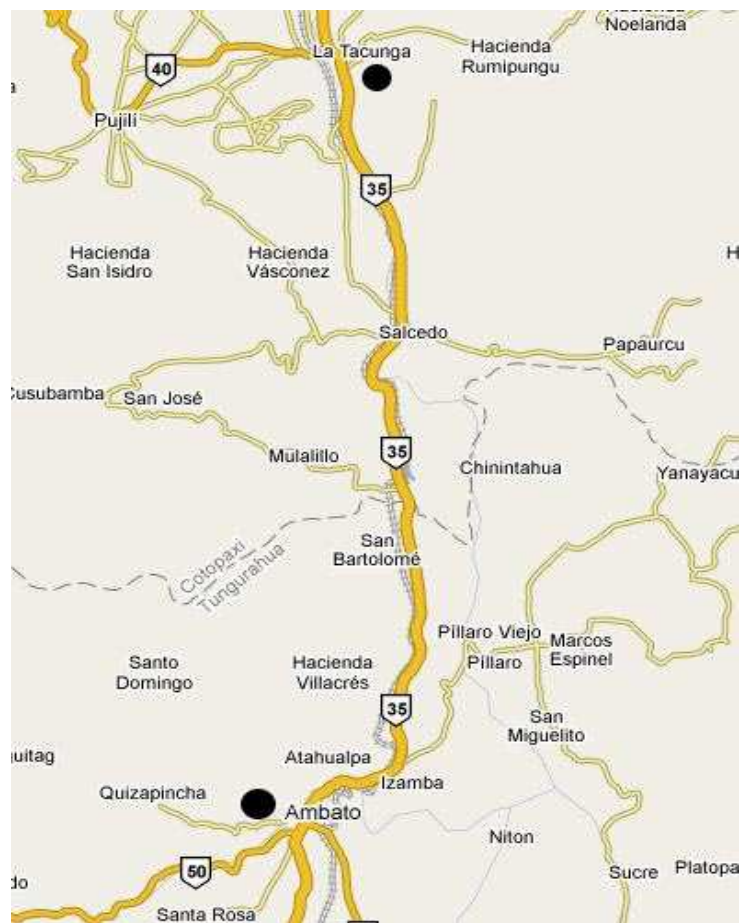 Noelanda
La Tacunga
Hacienda
Rumipungu
40
Pujilí
35
Hacienda
San Isidro
Hacienda
Vásconez
H
Salcedo
Papaurcu
Cusubamba
San José
35
Mulalillo
Chinintahua
Yanayacu
San
Bartolomé
Cotopaxi
Tungurahua
Píllaro Viejo
Marcos
Espinel
Píllaro
Santo
Domingo
Hacienda
Villacrés
35
San
Miguelito
uitag
Atahualpa
Izamba
Quizapincha
Ambato
Niton
50
Sucre
Platopa
do
Santa Rosa